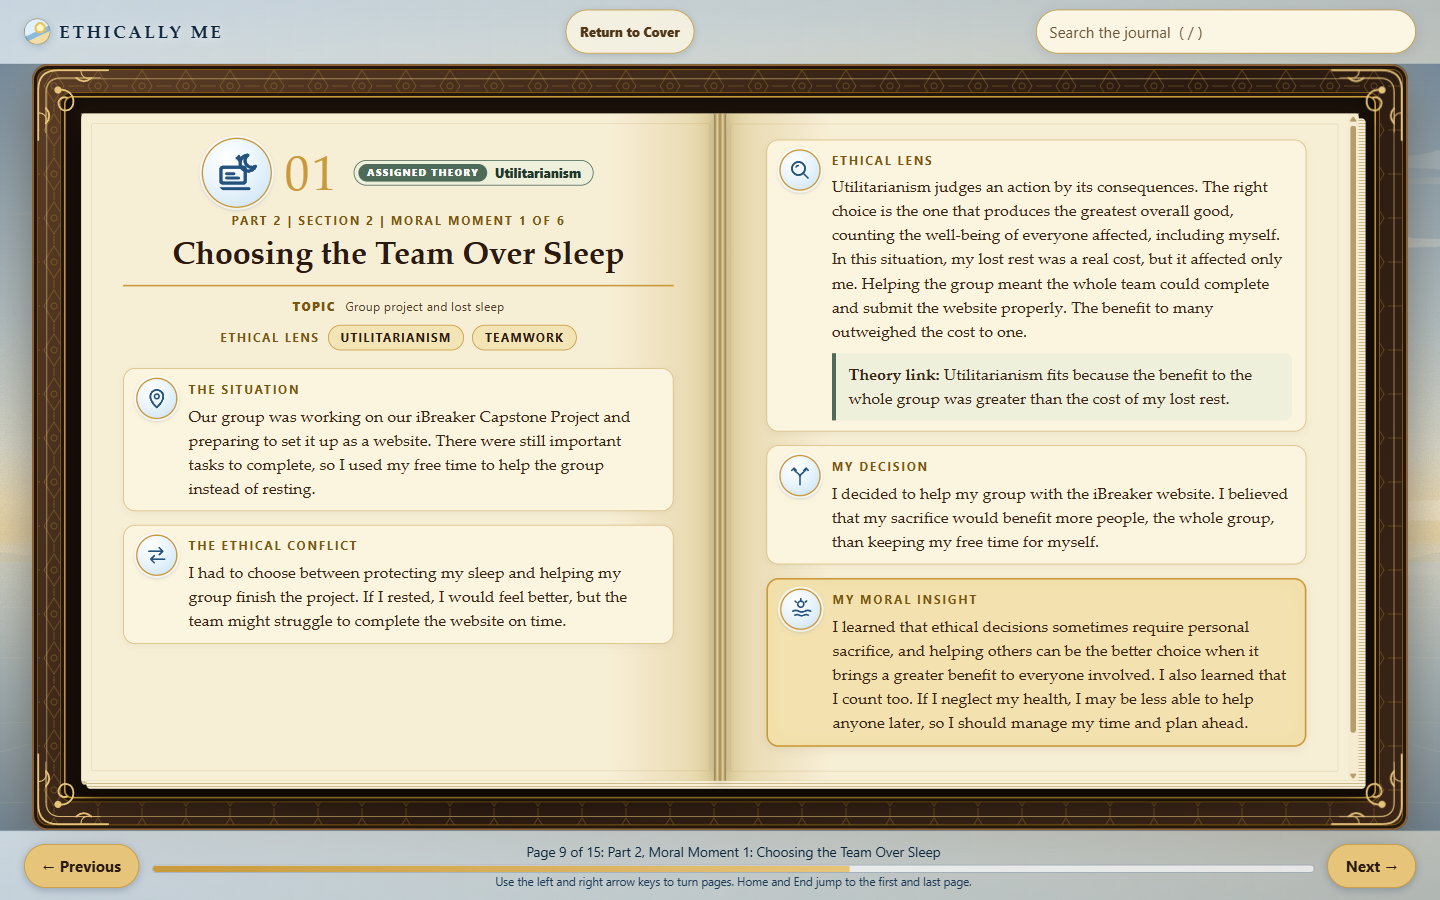 ETHICALLY ME
Return to Cover
Search the journal ( / )
01
ASSIGNED THEORY Utilitarianism
PART 2 | SECTION 2 | MORAL MOMENT 1 OF 6
Choosing the Team Over Sleep
TOPIC Group project and lost sleep
ETHICAL LENS UTILITARIANISM TEAMWORK
THE SITUATION
Our group was working on our iBreaker Capstone Project and
preparing to set it up as a website. There were still important
tasks to complete, so I used my free time to help the group
instead of resting.
THE ETHICAL CONFLICT
I had to choose between protecting my sleep and helping my
group finish the project. If I rested, I would feel better, but the
team might struggle to complete the website on time.
ETHICAL LENS
Utilitarianism judges an action by its consequences. The right
choice is the one that produces the greatest overall good,
counting the well-being of everyone affected, including myself.
In this situation, my lost rest was a real cost, but it affected only
me. Helping the group meant the whole team could complete
and submit the website properly. The benefit to many
outweighed the cost to one.
Theory link: Utilitarianism fits because the benefit to the
whole group was greater than the cost of my lost rest.
MY DECISION
I decided to help my group with the iBreaker website. I believed
that my sacrifice would benefit more people, the whole group,
than keeping my free time for myself.
MY MORAL INSIGHT
I learned that ethical decisions sometimes require personal
sacrifice, and helping others can be the better choice when it
brings a greater benefit to everyone involved. I also learned that
I count too. If I neglect my health, I may be less able to help
anyone later, so I should manage my time and plan ahead.
← Previous
Page 9 of 15: Part 2, Moral Moment 1: Choosing the Team Over Sleep
Use the left and right arrow keys to turn pages. Home and End jump to the first and last page.
Next →